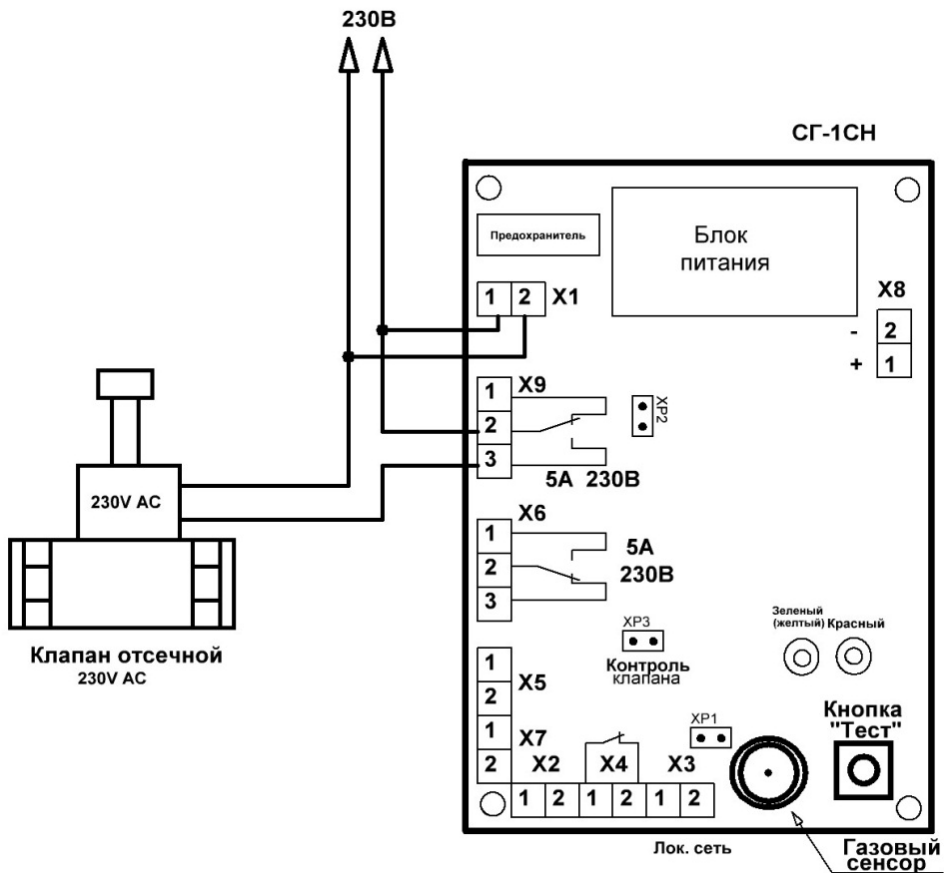 230В
СГ-1СН
Предохранитель
Блок
питания
1 2 X1
X8
- 2
+ 1
X9
1
2
3
XP2
5А 230В
230V AC
X6
1
2
3
5А
230В
Клапан отсечной
230V AC
XP3
Контроль
клапана
Зеленый
(желтый) Красный
1
2
X5
1
2
X7
Кнопка
"Тест"
XP1
X2 X4 X3
1 2 1 2 1 2
Лок. сеть
Газовый
сенсор